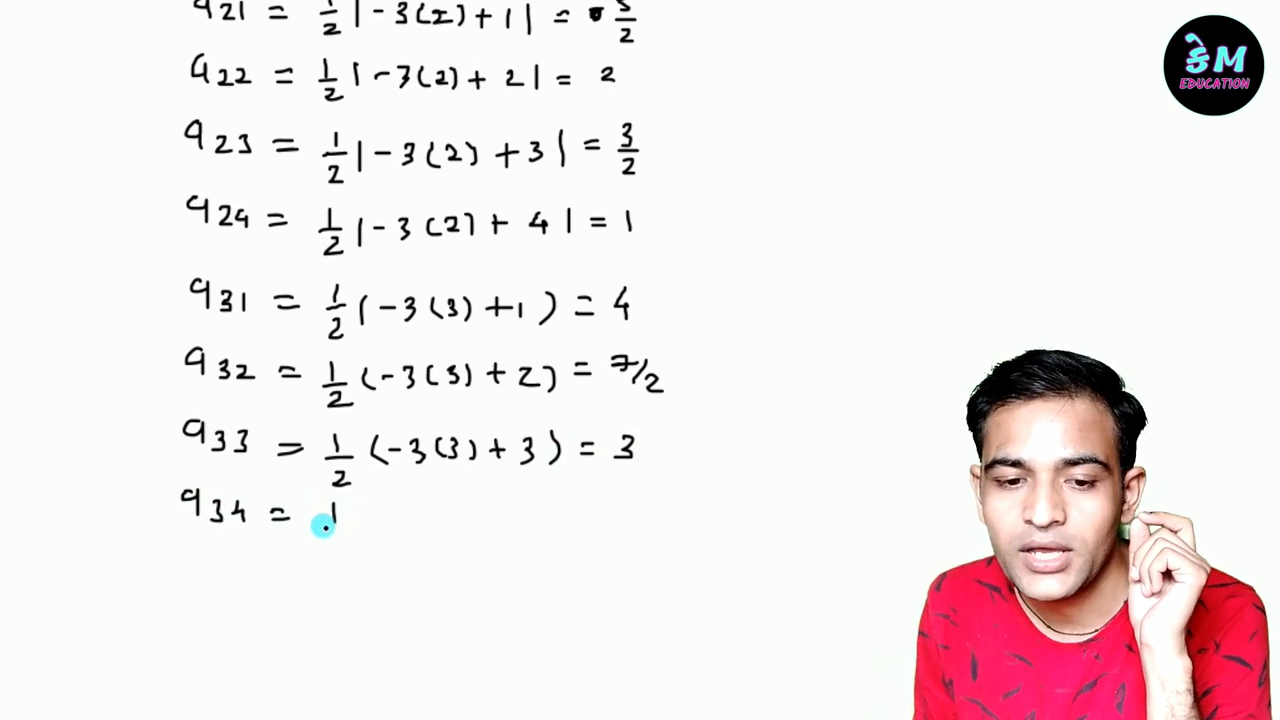 a21 = 1/2 |-3(2)+1| = 5/2
a22 = 1/2 |-3(2)+2| = 2
a23 = 1/2 |-3(2)+3| = 3/2
a24 = 1/2 |-3(2)+4| = 1
a31 = 1/2 (-3(3)+1) = 4
a32 = 1/2 (-3(3)+2) = 7/2
a33 = 1/2 (-3(3)+3) = 3
a34 = 1
કેM
EDUCATION